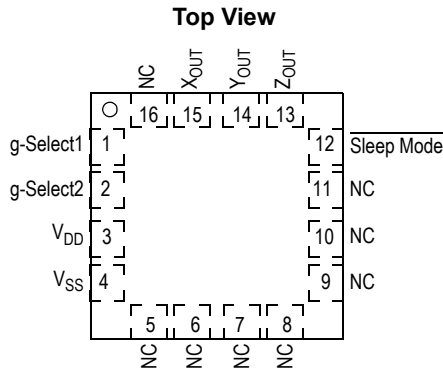 Top View
NC
XOUT
YOUT
ZOUT
16
15
14
13
g-Select1
1
12
Sleep Mode
g-Select2
2
11
NC
VDD
3
10
NC
VSS
4
9
NC
5
6
7
8
NC
NC
NC
NC